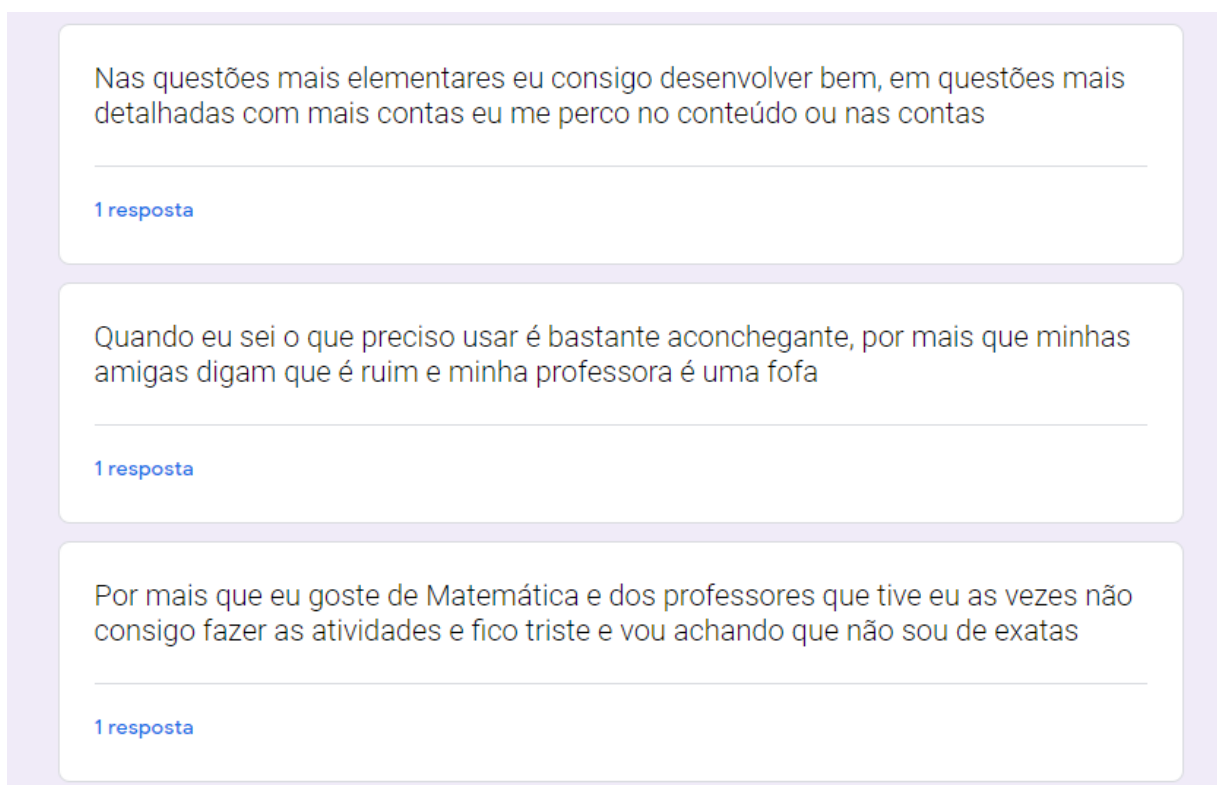 Nas questões mais elementares eu consigo desenvolver bem, em questões mais
detalhadas com mais contas eu me perco no conteúdo ou nas contas
1 resposta
Quando eu sei o que preciso usar é bastante aconchegante, por mais que minhas
amigas digam que é ruim e minha professora é uma fofa
1 resposta
Por mais que eu goste de Matemática e dos professores que tive eu as vezes não
consigo fazer as atividades e fico triste e vou achando que não sou de exatas
1 resposta